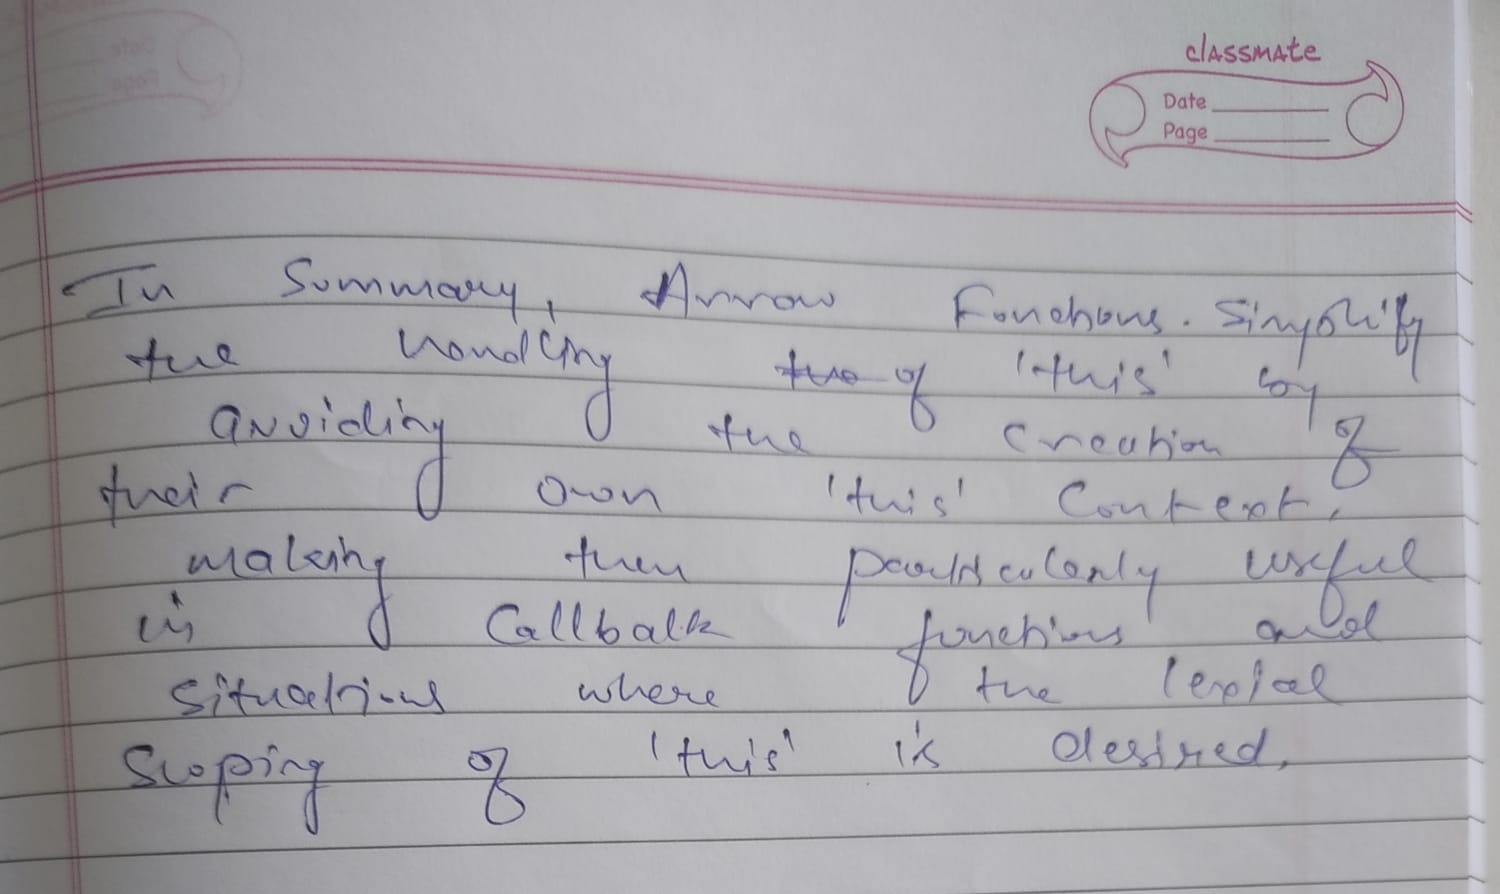 classmate
Date
Page
In Summary, Arrow Functions. Simplify
the handling the of 'this' by
avoiding the creation of
their own 'this' Context,
making them particularly useful
in Callback functions and
situations where the lexical
Scoping of 'this' is desired.